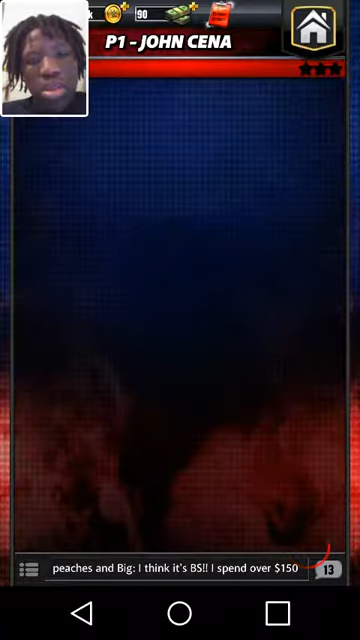 k
90
P1 - JOHN CENA
peaches and Big: I think it's BS!! I spend over $150
13